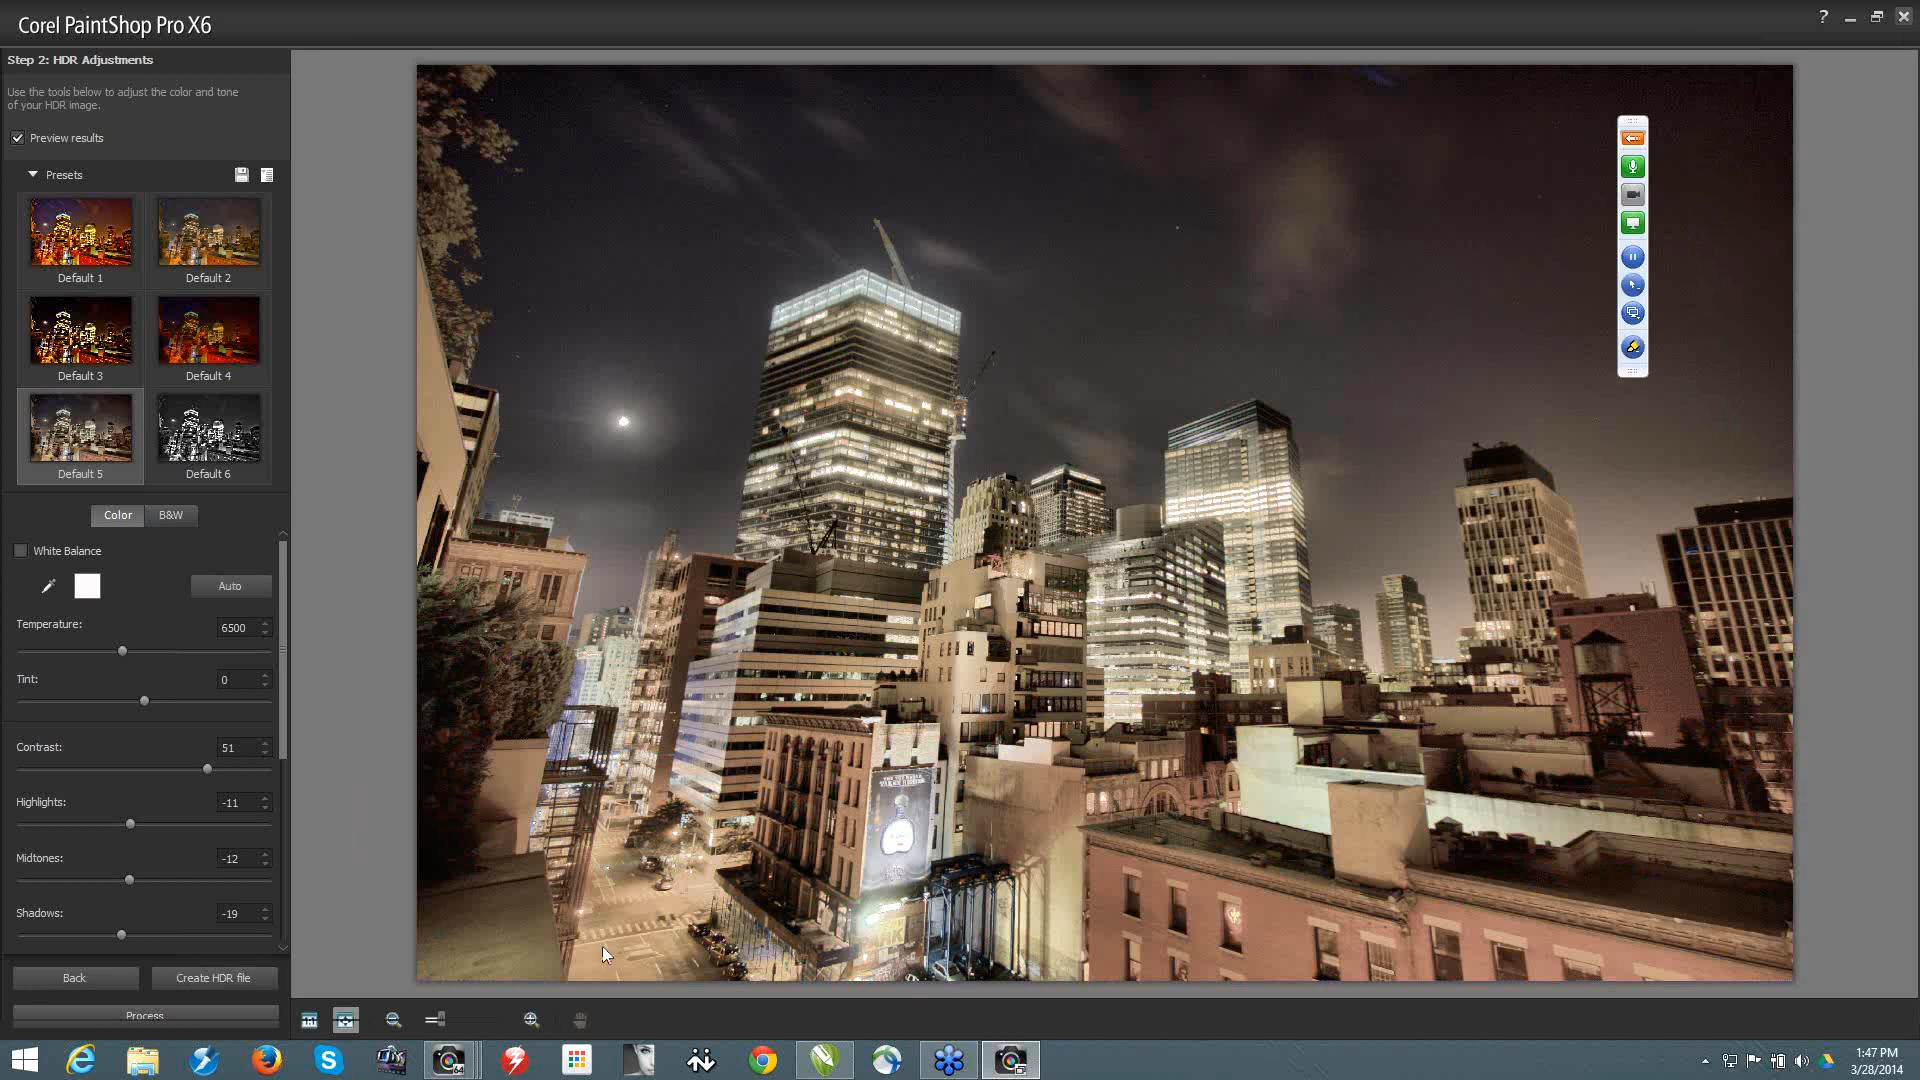 Corel PaintShop Pro X6
?
Step 2: HDR Adjustments
Use the tools below to adjust the color and tone
of your HDR image.
Preview results
Presets
Default 1
Default 2
Default 3
Default 4
Default 5
Default 6
Color
B&W
White Balance
Auto
Temperature:
6500
Tint:
0
Contrast:
51
Highlights:
-11
Midtones:
-12
Shadows:
-19
Back
Create HDR file
Process
64
1:47 PM
3/28/2014